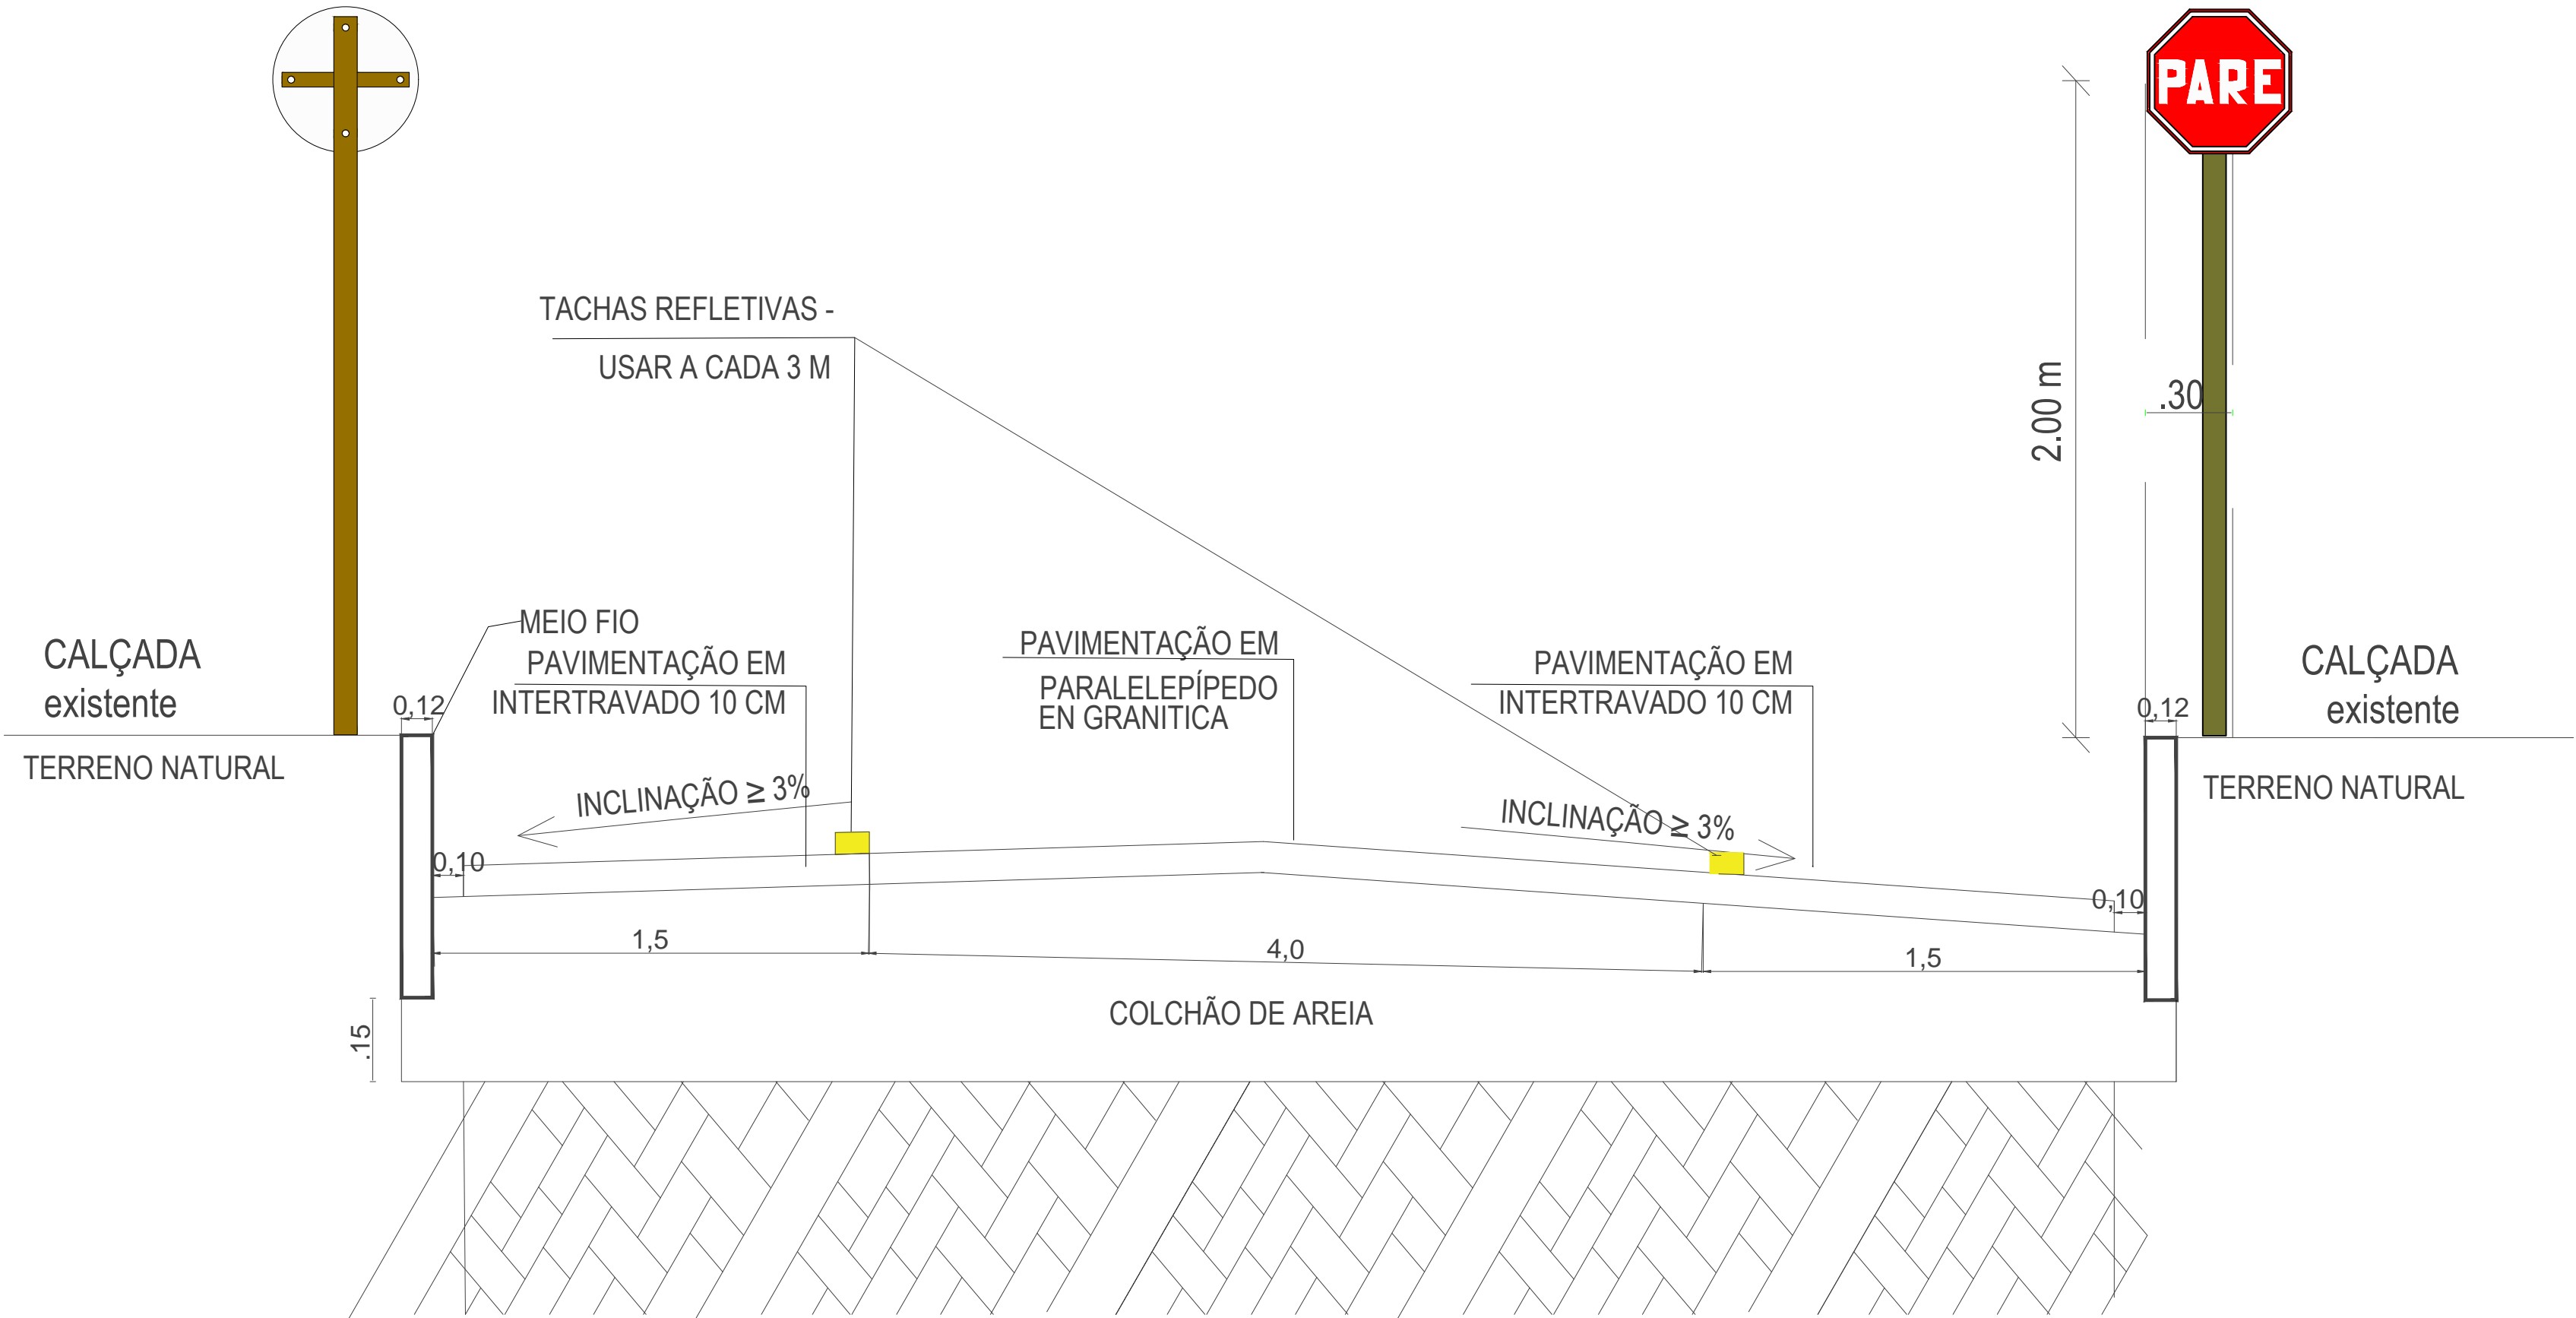 PARE
TACHAS REFLETIVAS -
USAR A CADA 3 M
2.00 m
.30
MEIO FIO
CALÇADA
existente
0,12
PAVIMENTAÇÃO EM
INTERTRAVADO 10 CM
PAVIMENTAÇÃO EM
PARALELEPÍPEDO
EN GRANITICA
PAVIMENTAÇÃO EM
INTERTRAVADO 10 CM
0,12
CALÇADA
existente
TERRENO NATURAL
TERRENO NATURAL
INCLINAÇÃO ≥ 3%
INCLINAÇÃO ≥ 3%
0,10
0,10
1,5
4,0
1,5
COLCHÃO DE AREIA
.15